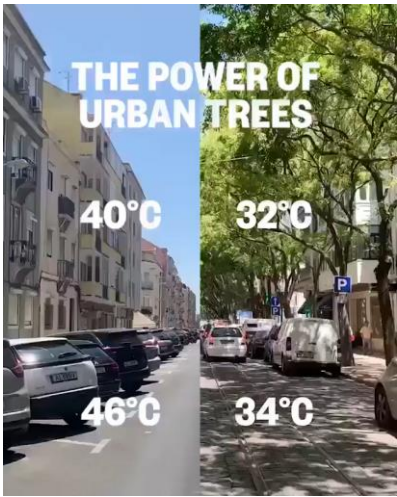 THE POWER OF
URBAN TREES
40°C
32°C
P
P
46°C
34°C